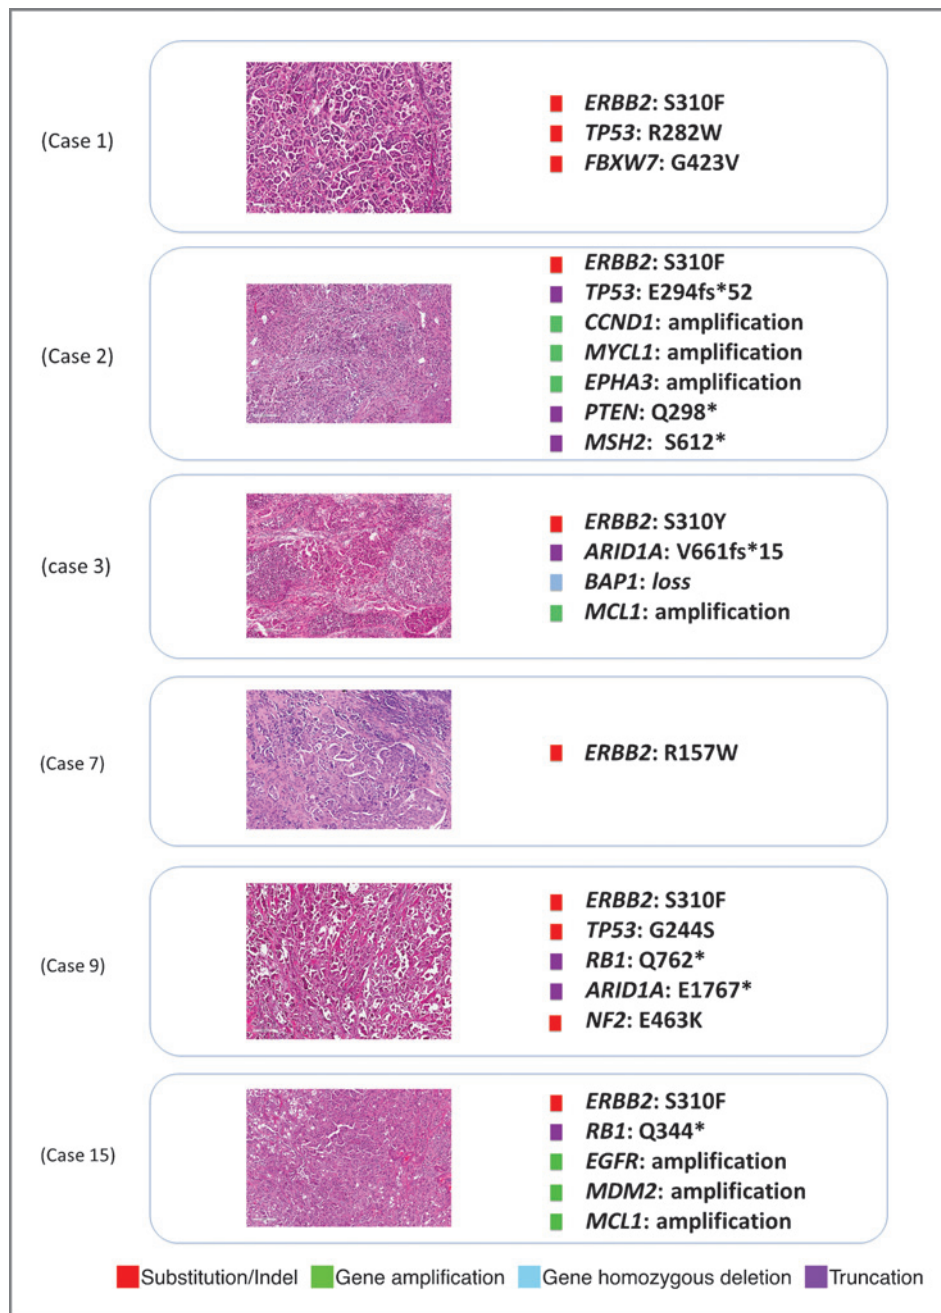 (Case 1)
ERBB2: S310F
TP53: R282W
FBXW7: G423V
(Case 2)
ERBB2: S310F
TP53: E294fs*52
CCND1: amplification
MYCL1: amplification
EPHA3: amplification
PTEN: Q298*
MSH2: S612*
(case 3)
ERBB2: S310Y
ARID1A: V661fs*15
BAP1: loss
MCL1: amplification
(Case 7)
ERBB2: R157W
(Case 9)
ERBB2: S310F
TP53: G244S
RB1: Q762*
ARID1A: E1767*
NF2: E463K
(Case 15)
ERBB2: S310F
RB1: Q344*
EGFR: amplification
MDM2: amplification
MCL1: amplification
Substitution/Indel Gene amplification Gene homozygous deletion Truncation